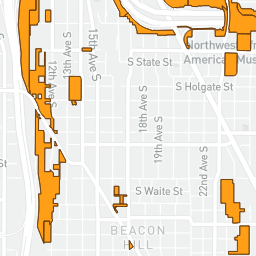 15th Ave S
13th Ave S
12th Ave S
Northwest
American Mus
S State St
S Holgate St
18th Ave S
19th Ave S
22nd Ave S
S Waite St
BEACON
HILL